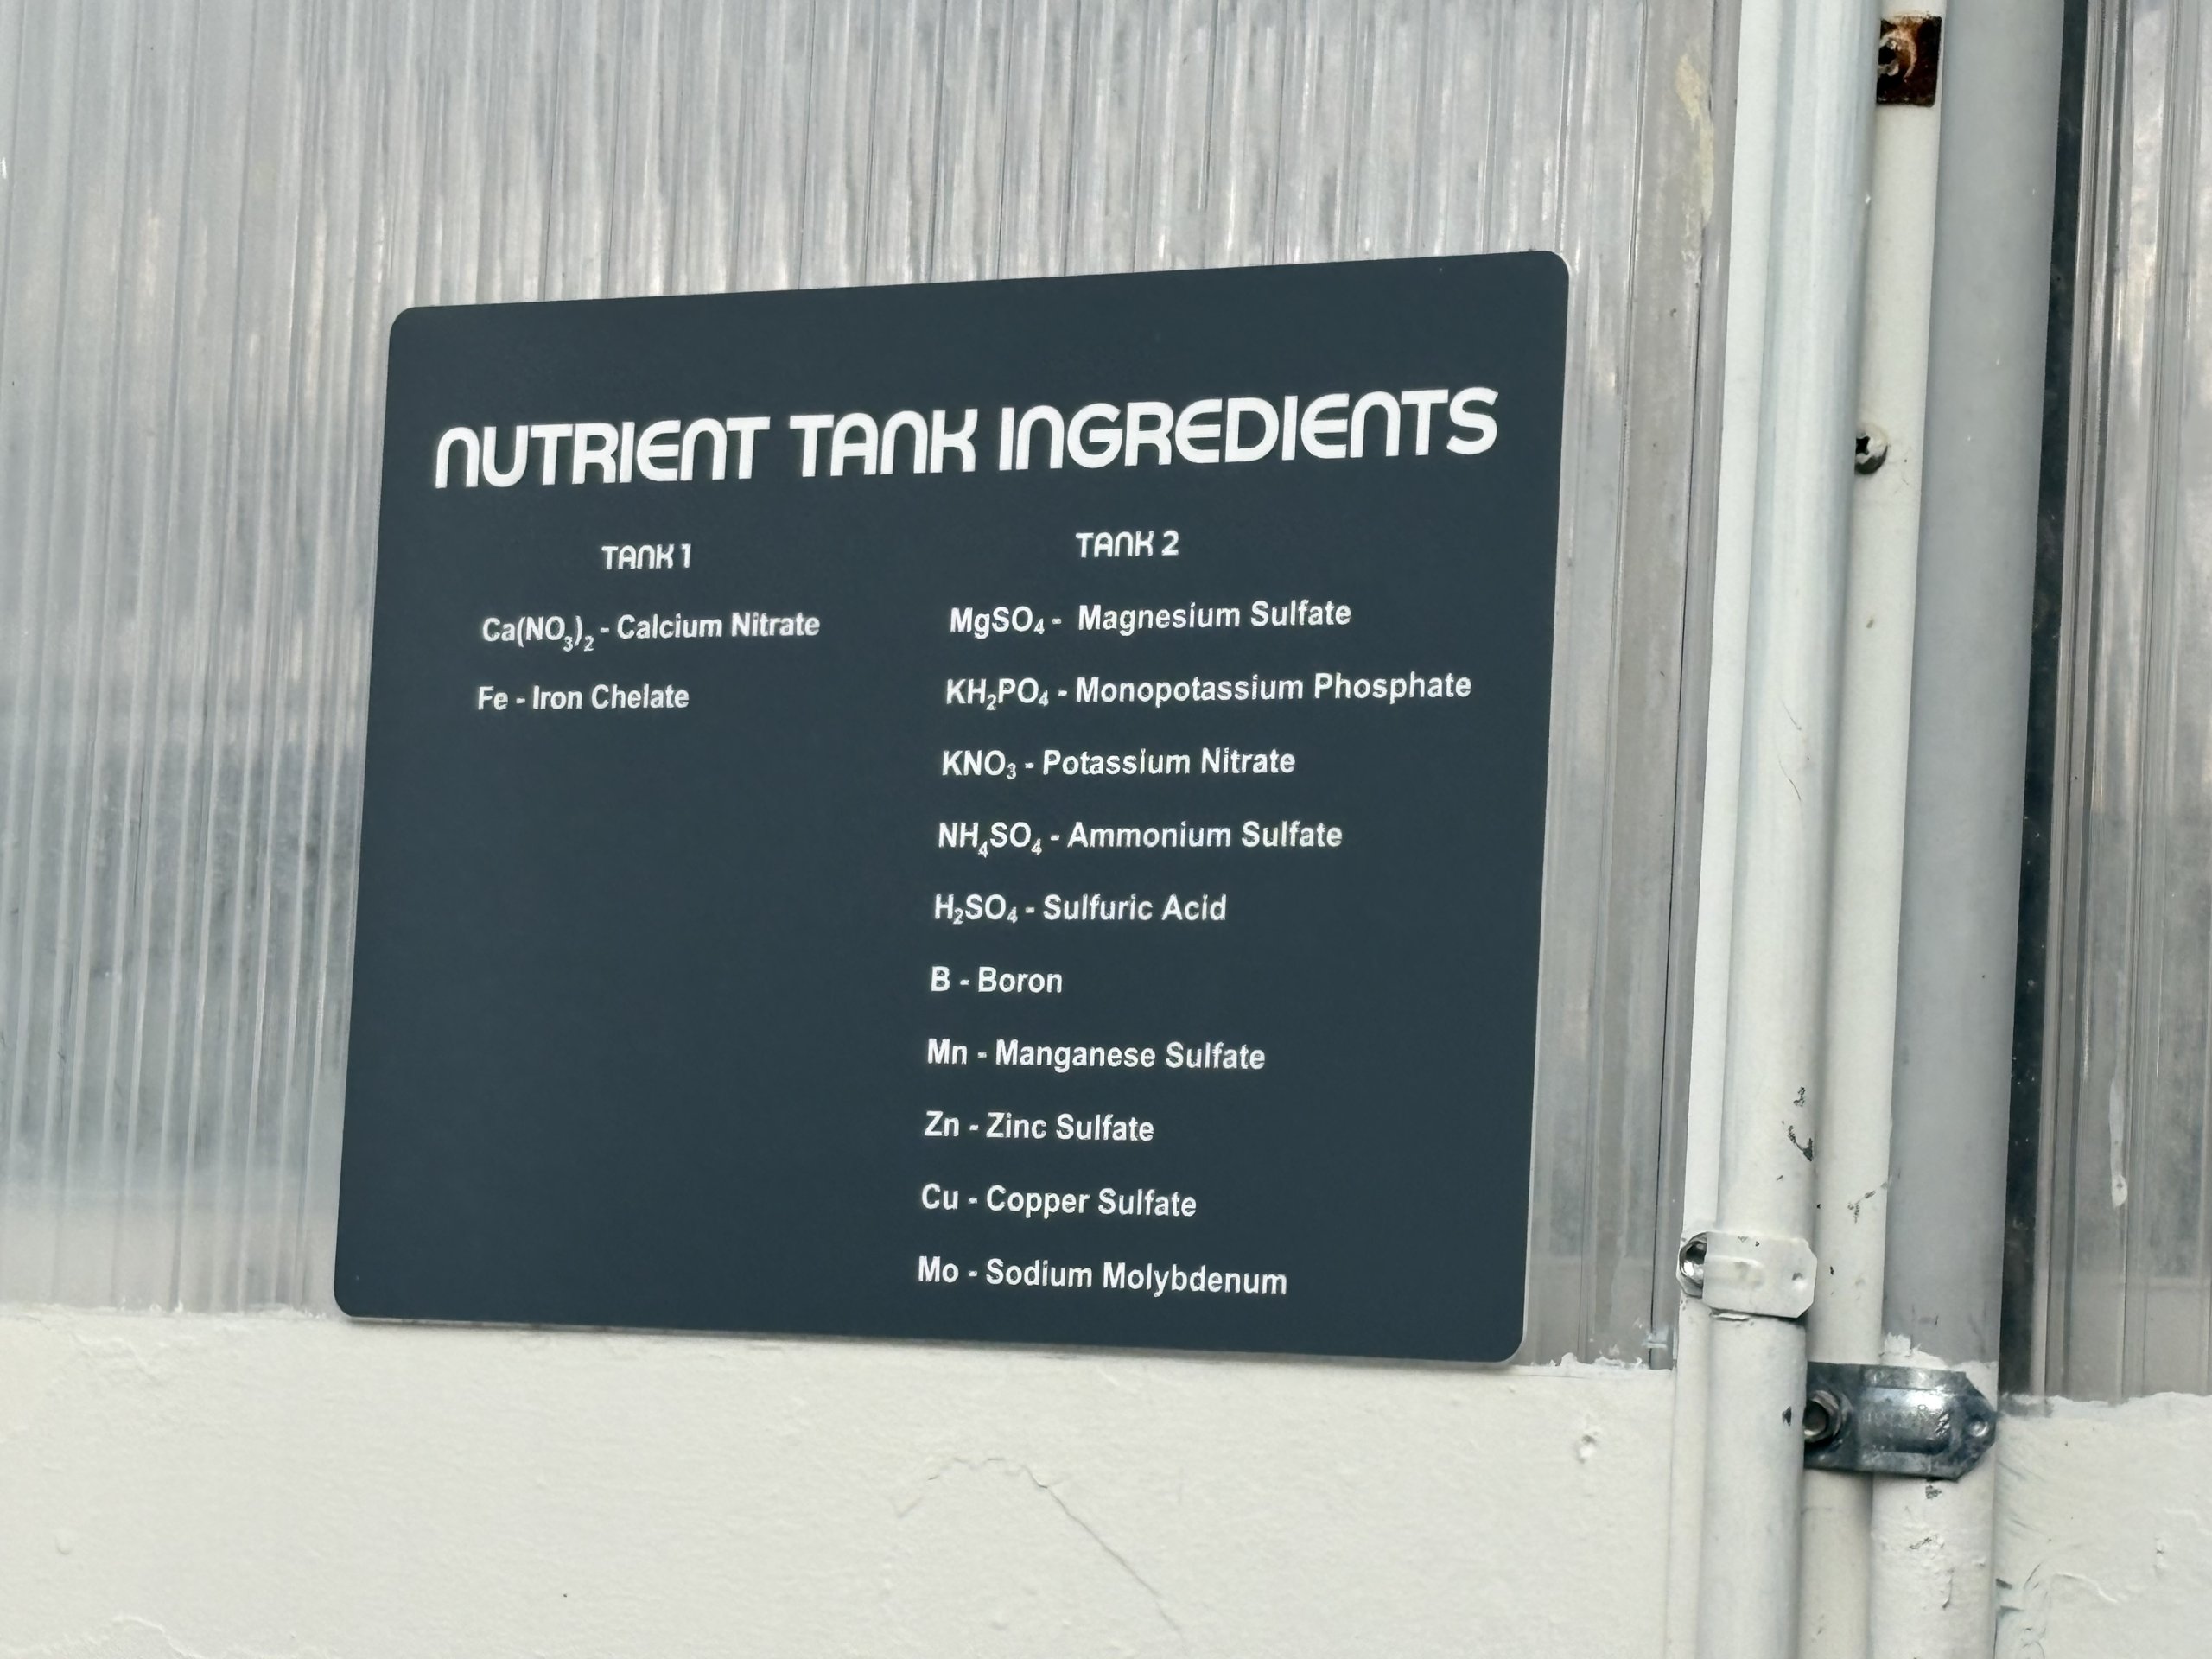 NUTRIENT TANK INGREDIENTS
TANK 1
Ca(NO₃)₂ - Calcium Nitrate
Fe - Iron Chelate
TANK 2
MgSO₄ - Magnesium Sulfate
KH₂PO₄ - Monopotassium Phosphate
KNO₃ - Potassium Nitrate
NH₄SO₄ - Ammonium Sulfate
H₂SO₄ - Sulfuric Acid
B - Boron
Mn - Manganese Sulfate
Zn - Zinc Sulfate
Cu - Copper Sulfate
Mo - Sodium Molybdenum